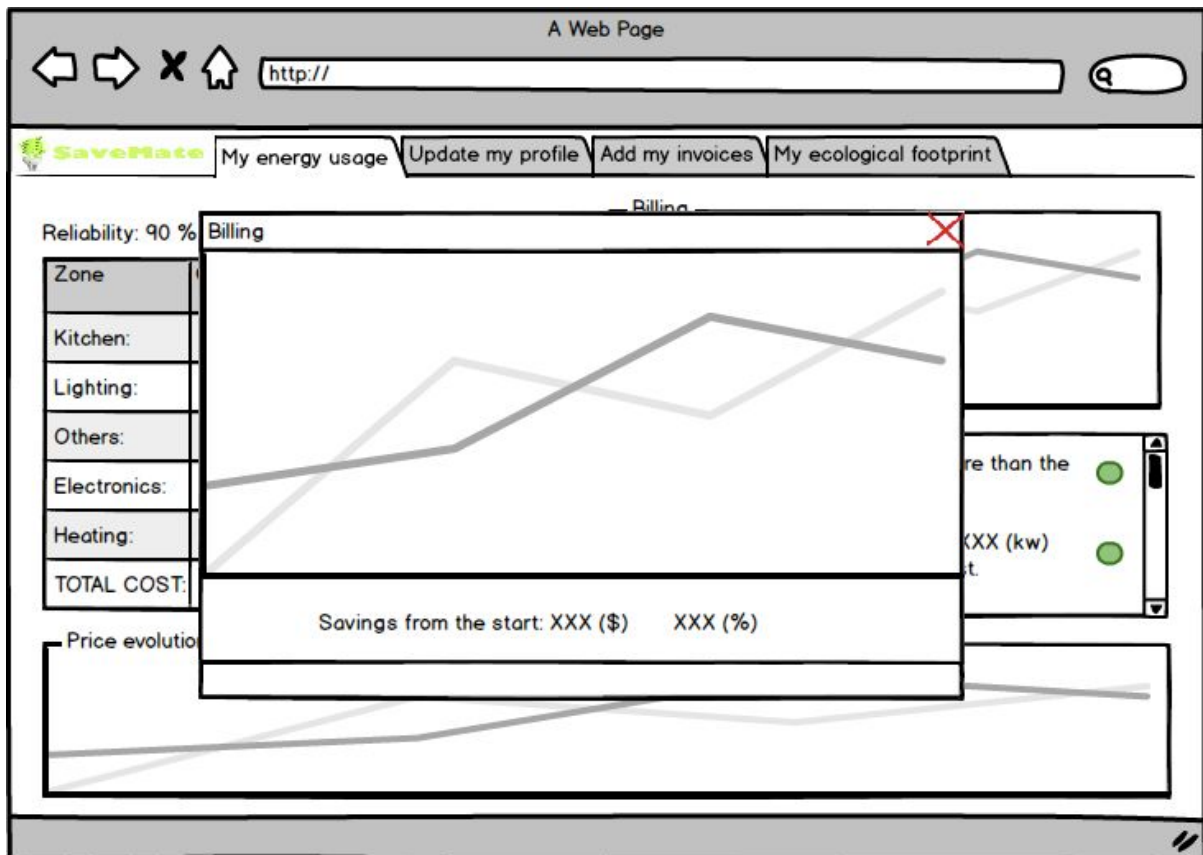 A Web Page
http://
SaveMate
My energy usage
Update my profile
Add my invoices
My ecological footprint
Billing
Reliability: 90 %
Billing
Zone
Kitchen:
Lighting:
Others:
Electronics:
Heating:
TOTAL COST:
than the
XXX (kw)
Savings from the start: XXX ($) XXX (%)
Price